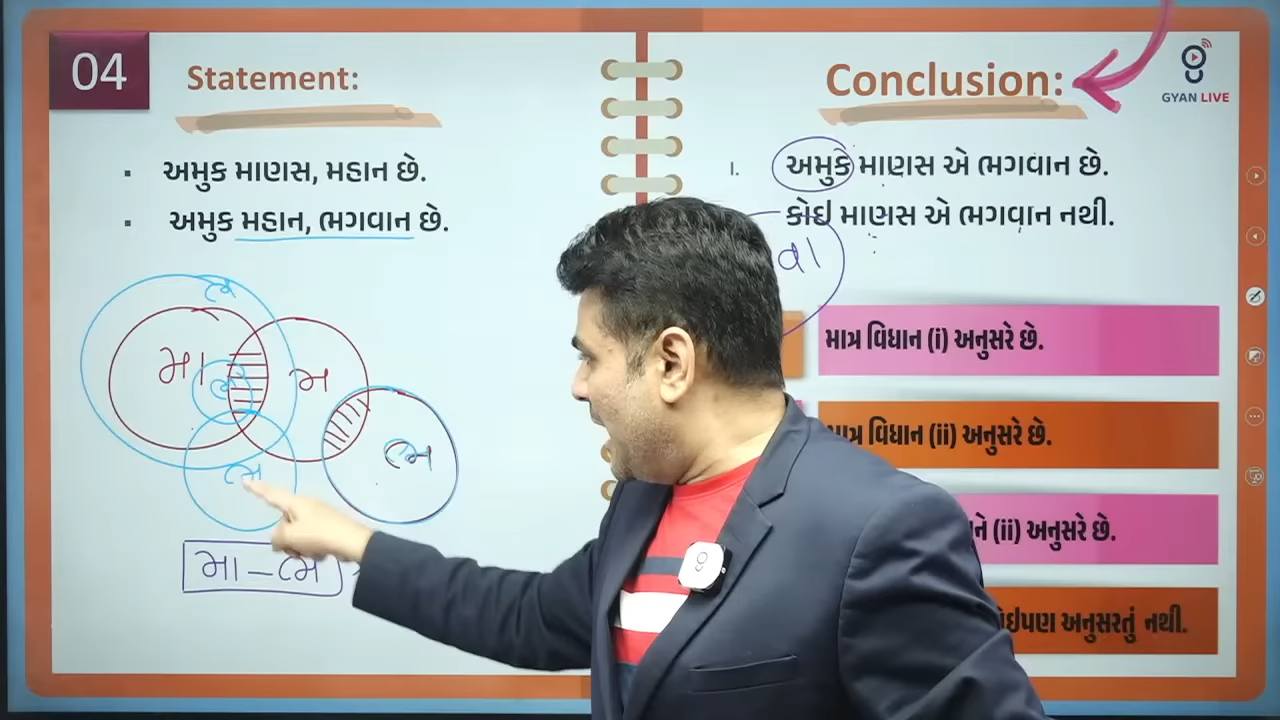 04
Statement:
અમુક માણસ, મહાન છે.
અમુક મહાન, ભગવાન છે.
Conclusion:
GYAN LIVE
I. અમુક માણસ એ ભગવાન છે.
કોઇ માણસ એ ભગવાન નથી.
વા
માત્ર વિધાન (i) અનુસરે છે.
વિધાન (ii) અનુસરે છે.
(ii) અનુસરે છે.
અનુસરતું નથી.
ભ
મા
ભ
મ
ભ
ભ
મા - ભ